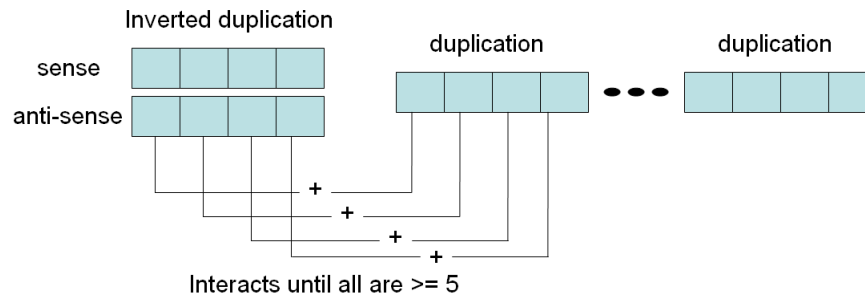 Inverted duplication
duplication
duplication
sense
anti-sense
+
+
+
+
Interacts until all are >= 5